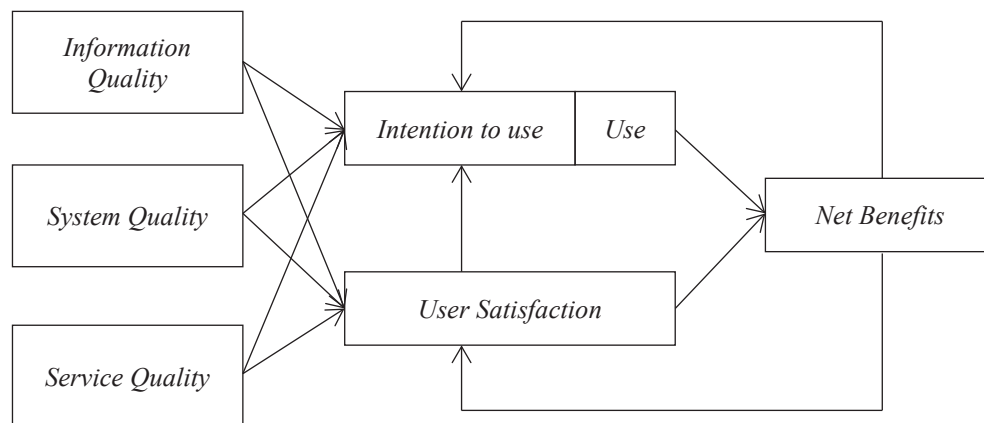 Information
Quality
Intention to use
Use
System Quality
Net Benefits
User Satisfaction
Service Quality